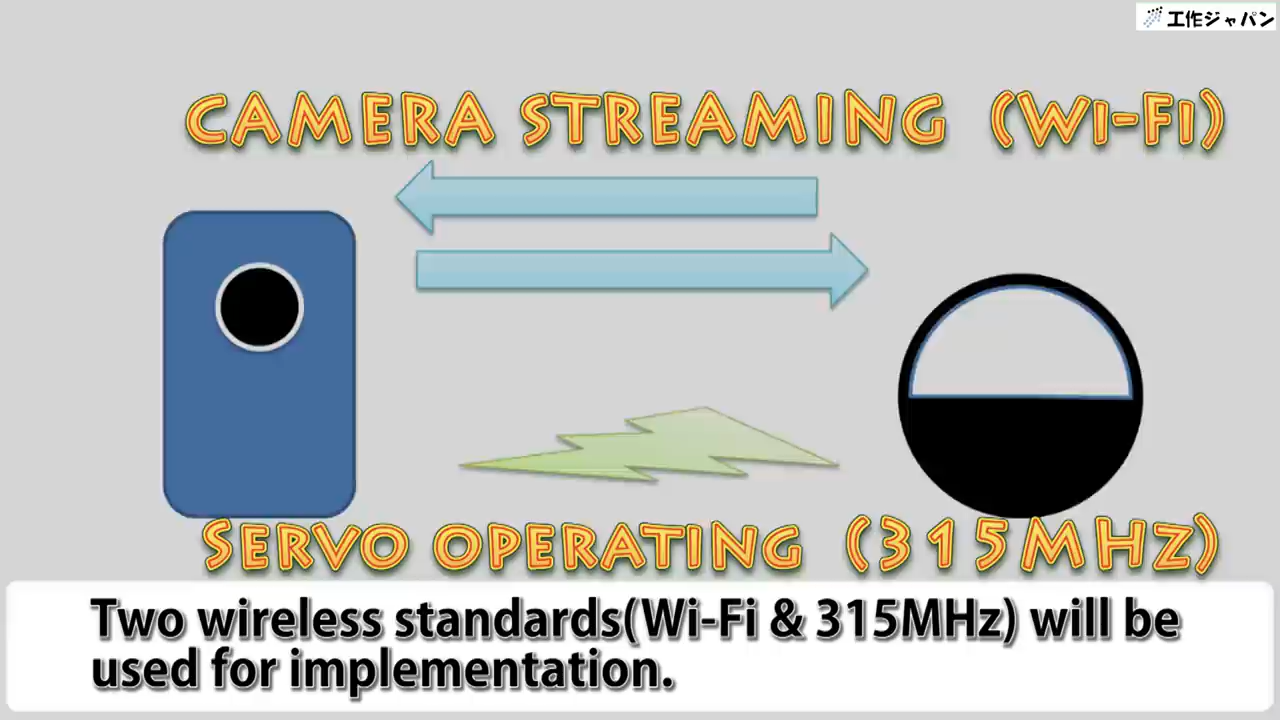 工作ジャパン
CAMERA STREAMING (WI-FI)
SERVO OPERATING (315MHZ)
Two wireless standards(Wi-Fi & 315MHz) will be
used for implementation.